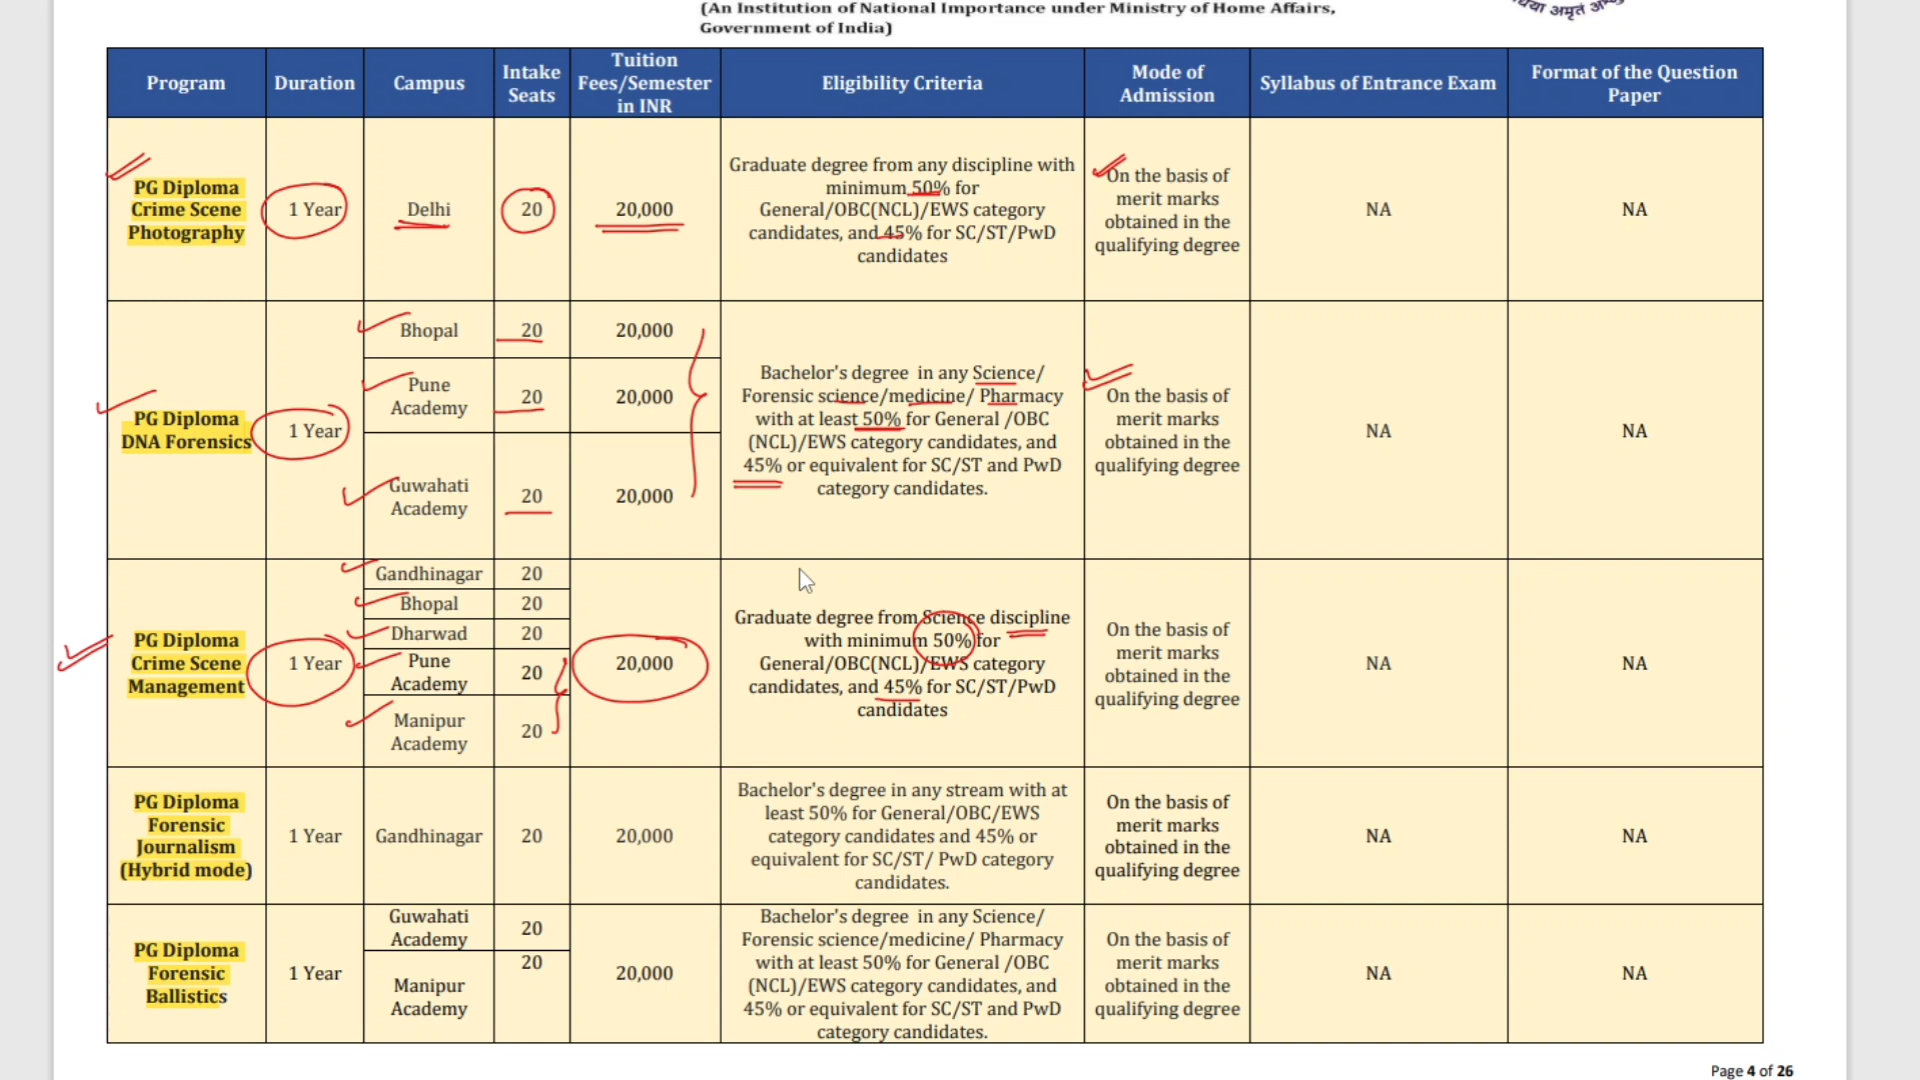 (An Institution of National Importance under Ministry of Home Affairs,
Government of India)
विद्यया अमृतं
Program
Duration
Campus
Intake
Seats
Tuition
Fees/Semester
in INR
Eligibility Criteria
Mode of
Admission
Syllabus of Entrance Exam
Format of the Question
Paper
PG Diploma
Crime Scene
Photography
1 Year
Delhi
20
20,000
Graduate degree from any discipline with
minimum 50% for
General/OBC(NCL)/EWS category
candidates, and 45% for SC/ST/PwD
candidates
On the basis of
merit marks
obtained in the
qualifying degree
NA
NA
PG Diploma
DNA Forensics
1 Year
Bhopal
20
20,000
Pune
Academy
20
20,000
Guwahati
Academy
20
20,000
Bachelor's degree in any Science/
Forensic science/medicine/ Pharmacy
with at least 50% for General /OBC
(NCL)/EWS category candidates, and
45% or equivalent for SC/ST and PwD
category candidates.
On the basis of
merit marks
obtained in the
qualifying degree
NA
NA
PG Diploma
Crime Scene
Management
1 Year
Gandhinagar
20
Bhopal
20
Dharwad
20
Pune
Academy
20
Manipur
Academy
20
20,000
Graduate degree from Science discipline
with minimum 50% for
General/OBC(NCL)/EWS category
candidates, and 45% for SC/ST/PwD
candidates
On the basis of
merit marks
obtained in the
qualifying degree
NA
NA
PG Diploma
Forensic
Journalism
(Hybrid mode)
1 Year
Gandhinagar
20
20,000
Bachelor's degree in any stream with at
least 50% for General/OBC/EWS
category candidates and 45% or
equivalent for SC/ST/ PwD category
candidates.
On the basis of
merit marks
obtained in the
qualifying degree
NA
NA
PG Diploma
Forensic
Ballistics
1 Year
Guwahati
Academy
20
Manipur
Academy
20
20,000
Bachelor's degree in any Science/
Forensic science/medicine/ Pharmacy
with at least 50% for General /OBC
(NCL)/EWS category candidates, and
45% or equivalent for SC/ST and PwD
category candidates.
On the basis of
merit marks
obtained in the
qualifying degree
NA
NA
Page 4 of 26